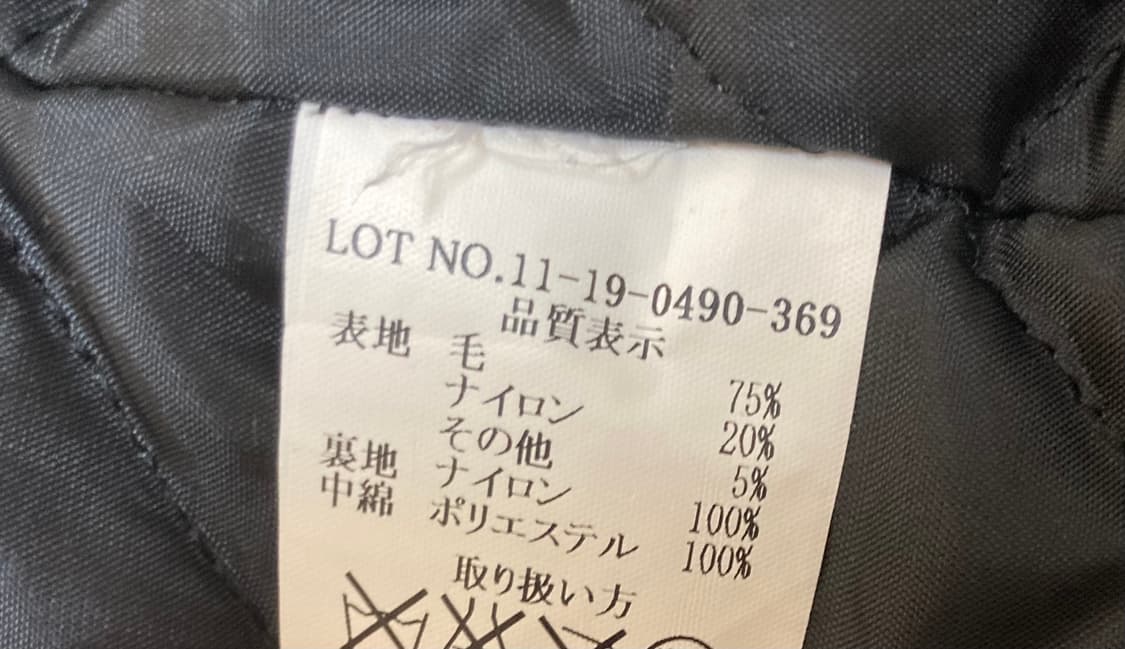 LOT NO.11-19-0490-369
品質表示
表地 毛 75%
ナイロン 20%
その他 5%
裏地 ナイロン 100%
中綿 ポリエステル 100%
取り扱い方